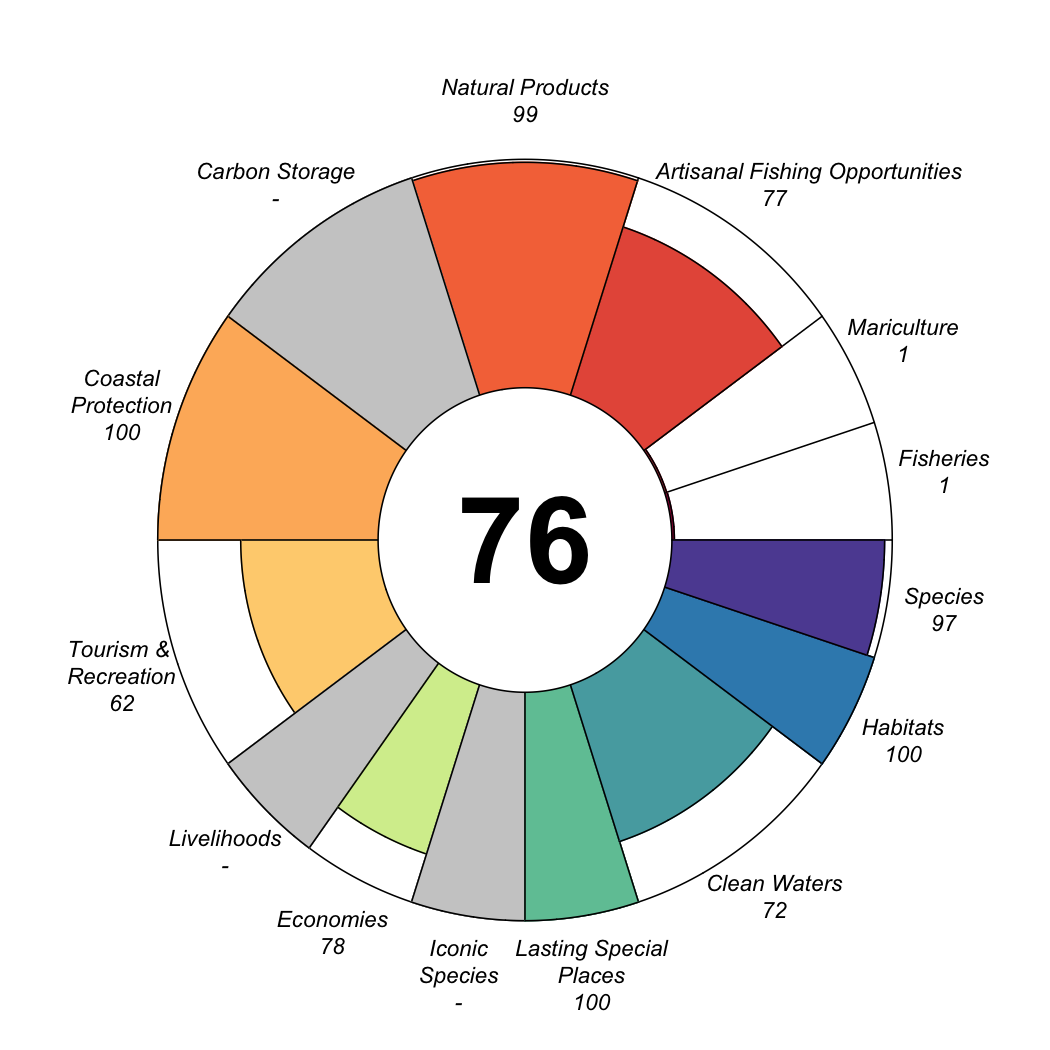 Natural Products
99
Carbon Storage
-
Artisanal Fishing Opportunities
77
Mariculture
1
Coastal
Protection
100
Fisheries
1
76
Species
97
Tourism &
Recreation
62
Habitats
100
Livelihoods
-
Clean Waters
72
Economies
78
Iconic
Species
-
Lasting Special
Places
100